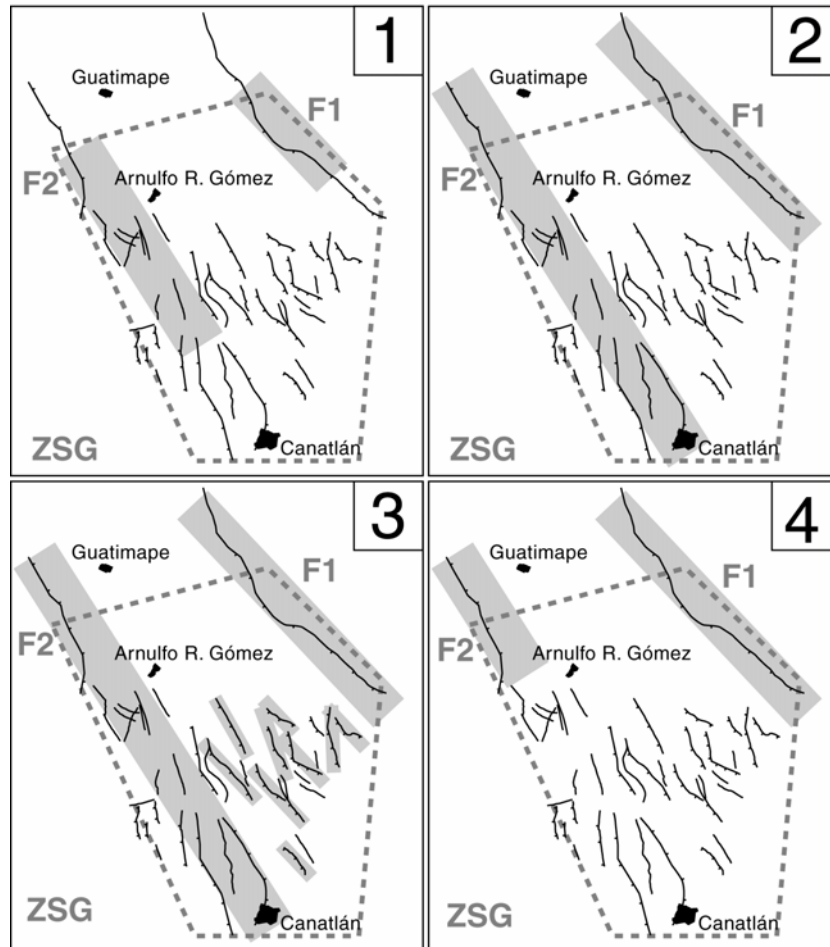 1
Guatimape
F1
Arnulfo R. Gómez
F2
Canatlán
ZSG
2
Guatimape
F1
Arnulfo R. Gómez
F2
Canatlán
ZSG
3
Guatimape
F1
Arnulfo R. Gómez
F2
Canatlán
ZSG
4
Guatimape
F1
Arnulfo R. Gómez
F2
Canatlán
ZSG